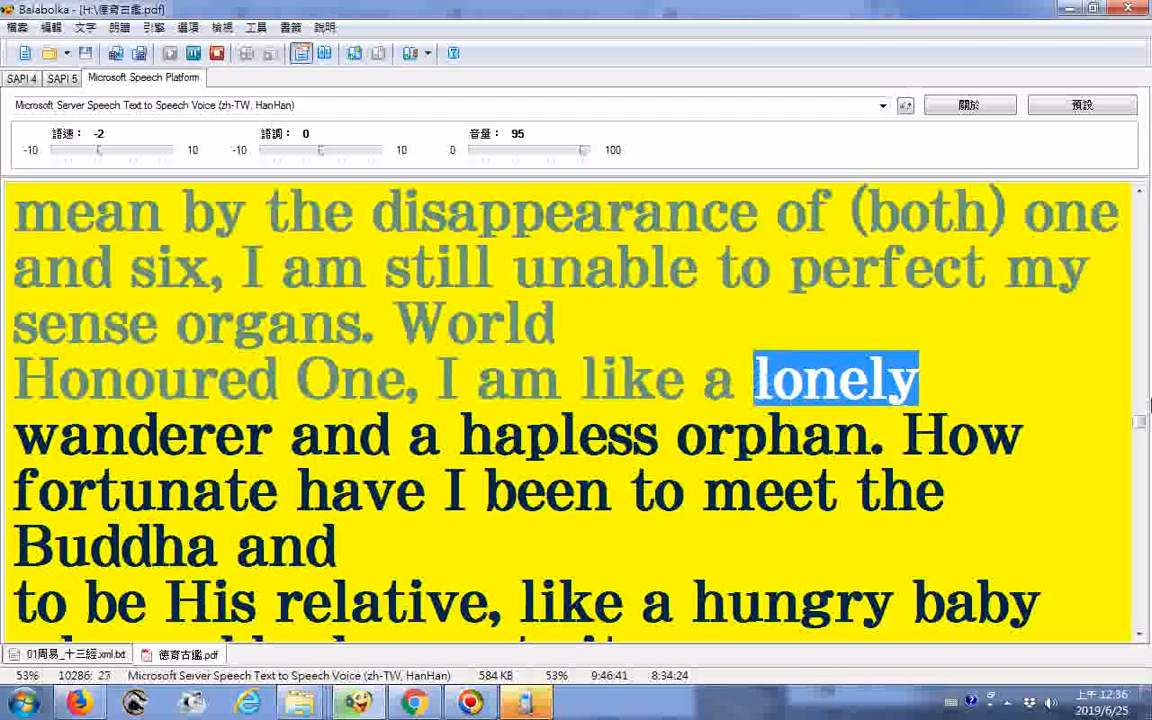 Balabolka - [H:\德育古鑑.pdf]
檔案 編輯 文字 朗讀 引擎 選項 檢視 工具 書籤 說明
SAPI 4 SAPI 5 Microsoft Speech Platform
Microsoft Server Speech Text to Speech Voice (zh-TW, HanHan) 關於 預設
語速： -2 語調： 0 音量： 95
-10 10 -10 10 0 100
mean by the disappearance of (both) one
and six, I am still unable to perfect my
sense organs. World
Honoured One, I am like a lonely
wanderer and a hapless orphan. How
fortunate have I been to meet the
Buddha and
to be His relative, like a hungry baby
01周易_十三經.xml.txt 德育古鑑.pdf
53% 10286: 27 Microsoft Server Speech Text to Speech Voice (zh-TW, HanHan) 584 KB 53% 9:46:41 8:34:24
上午 12:36
2019/6/25